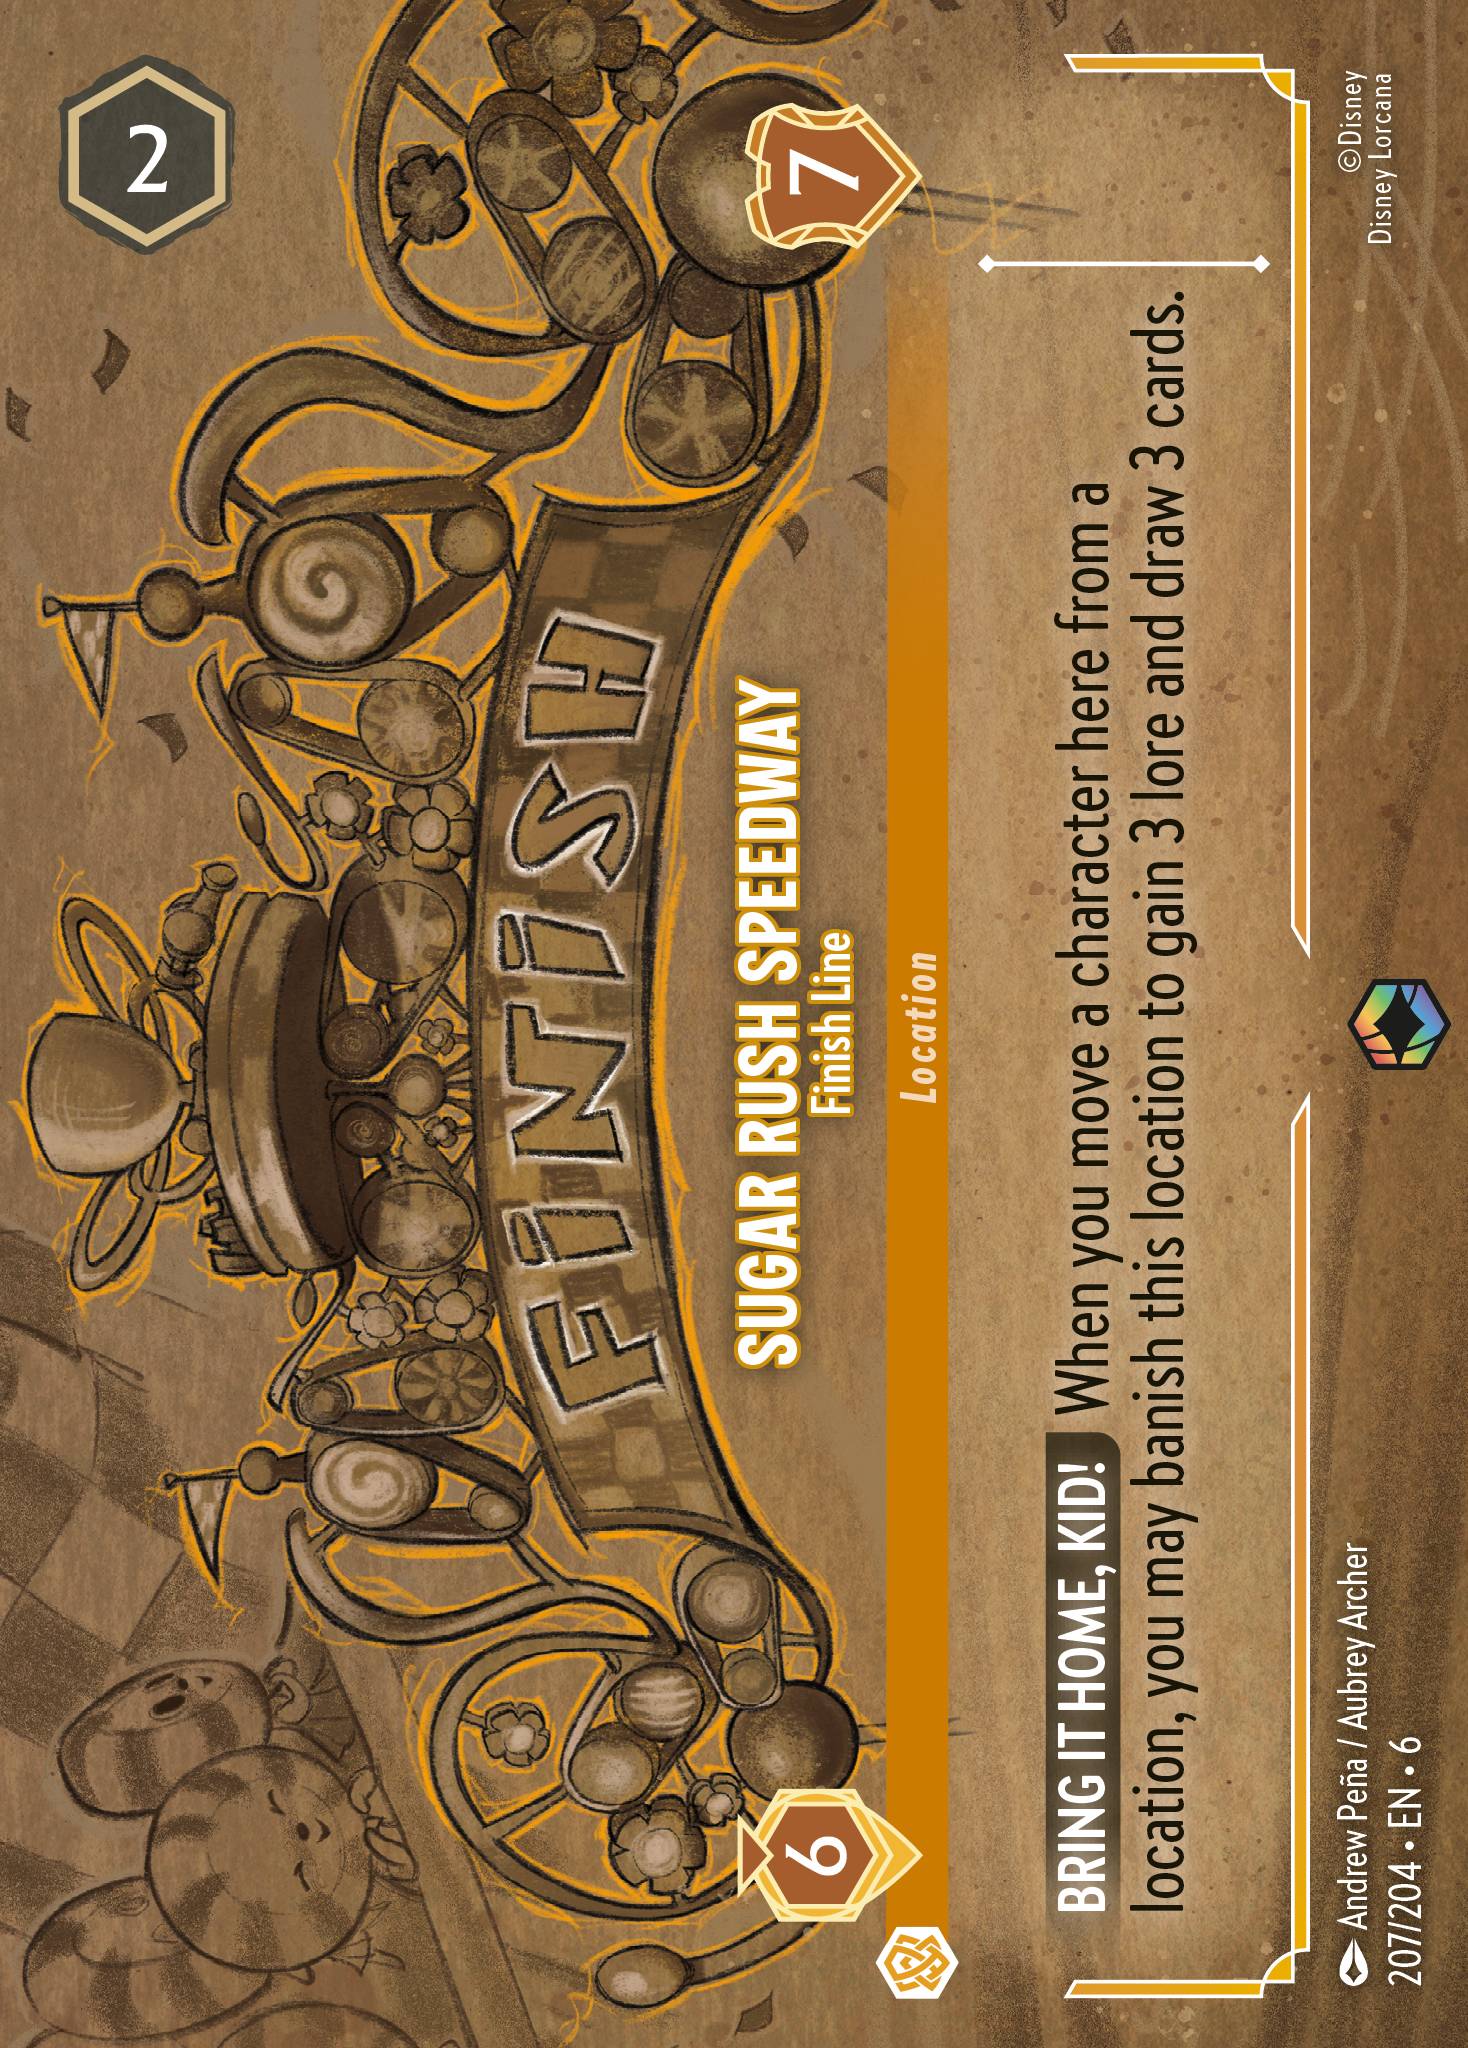 2
FiNiSH
SUGAR RUSH SPEEDWAY
Finish Line
6
7
Location
BRING IT HOME, KID! When you move a character here from a
location, you may banish this location to gain 3 lore and draw 3 cards.
Andrew Peña / Aubrey Archer
207/204 • EN • 6
©Disney
Disney Lorcana